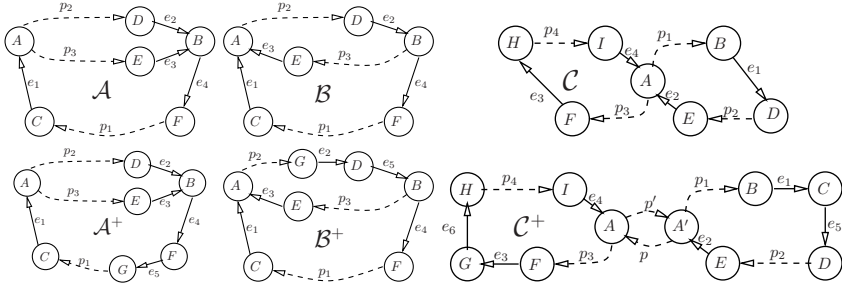 p₂ D e₂ B A p₃ E e₃ e₁ e₄ C p₁ F 𝒜
p₂ D e₂ B A p₃ E e₃ e₁ e₄ C p₁ F ℬ
H p₄ I e₄ p₁ B A e₁ e₃ e₂ F p₃ E p₂ D 𝒞
p₂ D e₂ B A p₃ E e₃ e₁ e₄ C p₁ G e₅ F 𝒜⁺
p₂ G e₂ D e₅ B A p₃ E e₃ e₁ e₄ C p₁ F ℬ⁺
H p₄ I e₄ p′ p₁ B e₁ C A A′ e₆ p e₂ e₅ G e₃ F p₃ E p₂ D 𝒞⁺